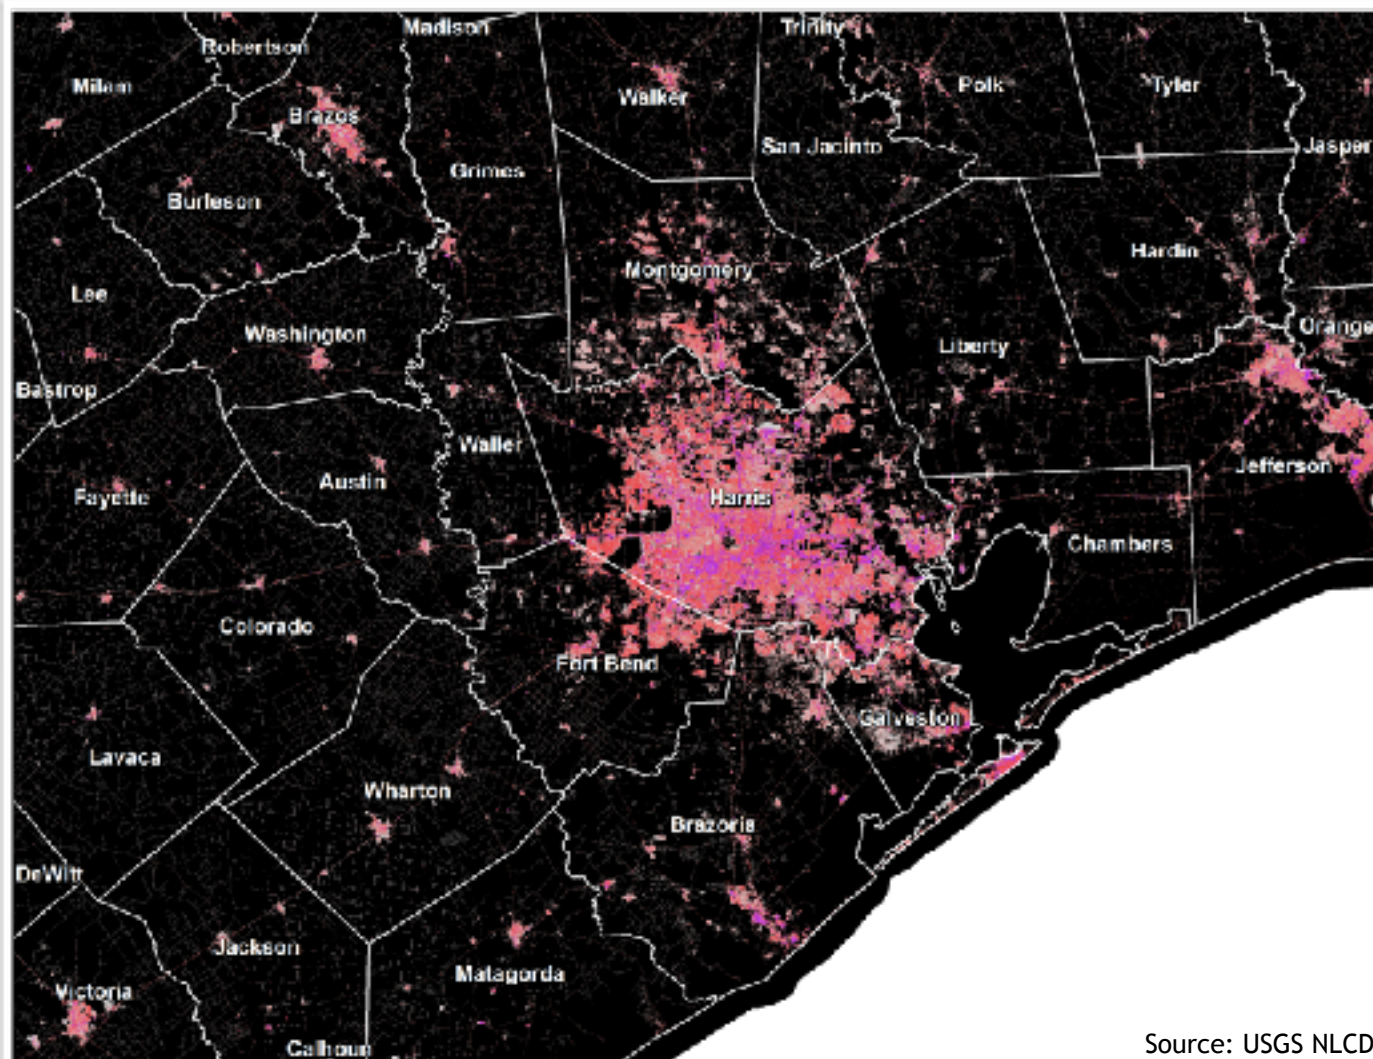 Madison
Trinity
Robertson
Milam
Walker
Polk
Tyler
Brazos
San Jacinto
Jasper
Grimes
Burleson
Hardin
Montgomery
Lee
Washington
Orange
Liberty
Bastrop
Waller
Jefferson
Austin
Fayette
Harris
Chambers
Colorado
Fort Bend
Galveston
Lavaca
Wharton
Brazoria
DeWitt
Jackson
Matagorda
Victoria
Calhoun
Source: USGS NLCD